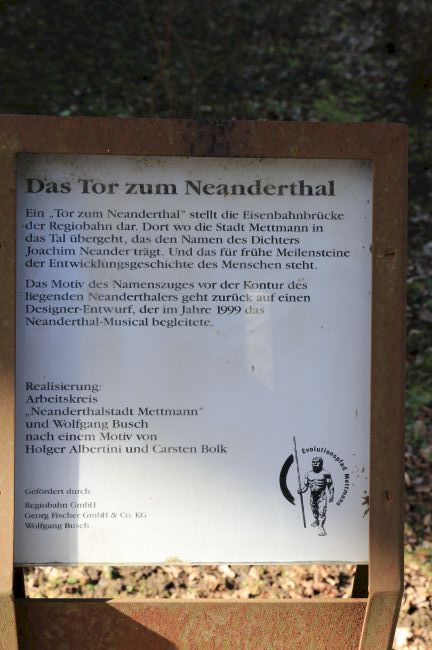 Das Tor zum Neanderthal
Ein „Tor zum Neanderthal" stellt die Eisenbahnbrücke
der Regiobahn dar. Dort wo die Stadt Mettmann in
das Tal übergeht, das den Namen des Dichters
Joachim Neander trägt. Und das für frühe Meilensteine
der Entwicklungsgeschichte des Menschen steht.
Das Motiv des Namenszuges vor der Kontur des
liegenden Neanderthalers geht zurück auf einen
Designer-Entwurf, der im Jahre 1999 das
Neanderthal-Musical begleitete.
Realisierung:
Arbeitskreis
„Neanderthalstadt Mettmann"
und Wolfgang Busch
nach einem Motiv von
Holger Albertini und Carsten Bolk
Gefördert durch:
Regiobahn GmbH
Georg Fischer GmbH & Co. KG
Wolfgang Busch
Evolutionspfad Mettmann